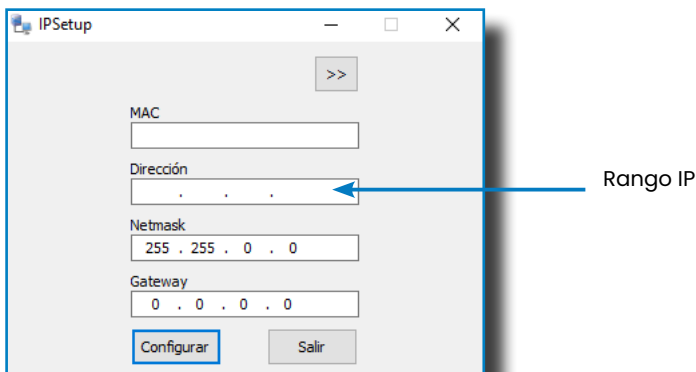 IPSetup
>>
MAC
Dirección
. . .
Rango IP
Netmask
255 . 255 . 0 . 0
Gateway
0 . 0 . 0 . 0
Configurar Salir